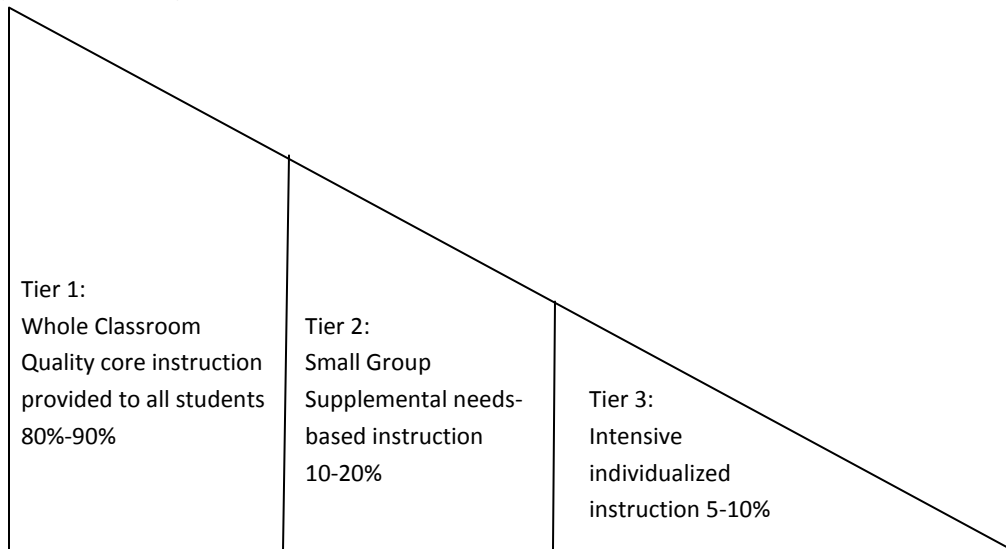 Tier 1:
Whole Classroom
Quality core instruction
provided to all students
80%-90%
Tier 2:
Small Group
Supplemental needs-
based instruction
10-20%
Tier 3:
Intensive
individualized
instruction 5-10%